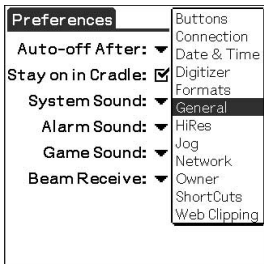 Preferences
Auto-off After:
Stay on in Cradle:
System Sound:
Alarm Sound:
Game Sound:
Beam Receive:
Buttons
Connection
Date & Time
Digitizer
Formats
General
HiRes
Jog
Network
Owner
ShortCuts
Web Clipping